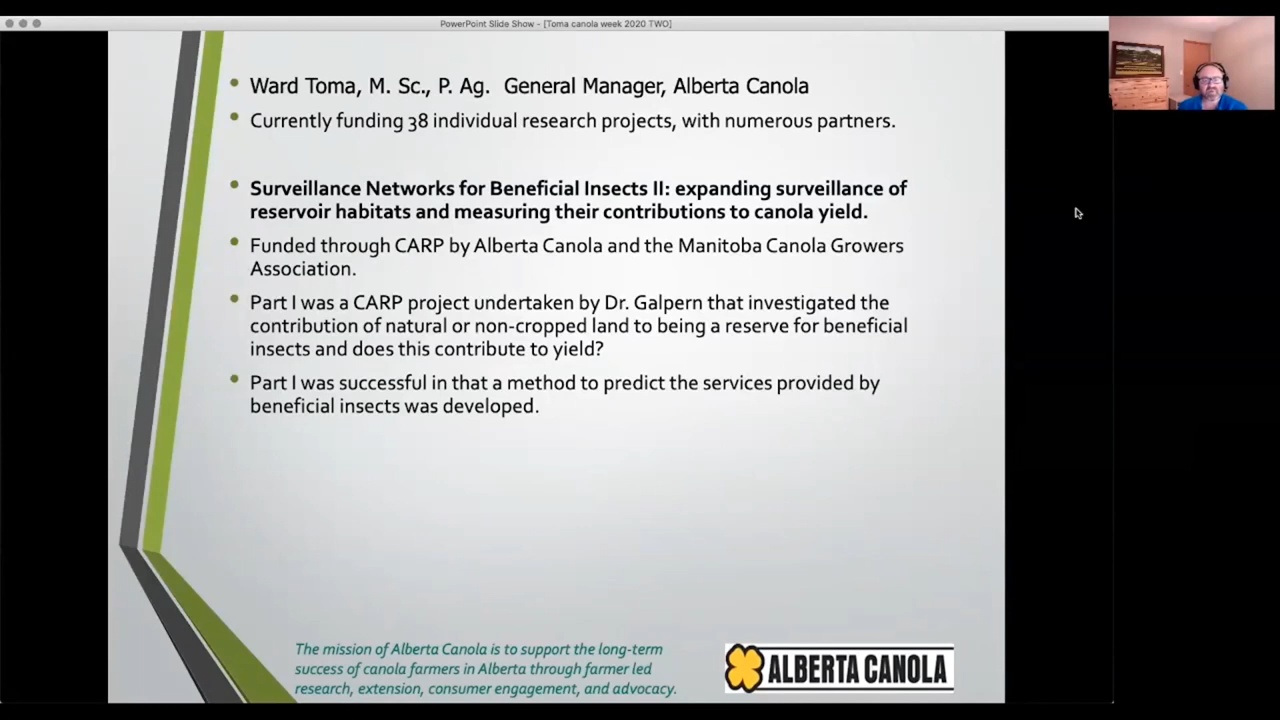 PowerPoint Slide Show - [Toma canola week 2020 TWO]
Ward Toma, M. Sc., P. Ag. General Manager, Alberta Canola
Currently funding 38 individual research projects, with numerous partners.
Surveillance Networks for Beneficial Insects II: expanding surveillance of
reservoir habitats and measuring their contributions to canola yield.
Funded through CARP by Alberta Canola and the Manitoba Canola Growers
Association.
Part I was a CARP project undertaken by Dr. Galpern that investigated the
contribution of natural or non-cropped land to being a reserve for beneficial
insects and does this contribute to yield?
Part I was successful in that a method to predict the services provided by
beneficial insects was developed.
The mission of Alberta Canola is to support the long-term
success of canola farmers in Alberta through farmer led
research, extension, consumer engagement, and advocacy.
ALBERTA CANOLA